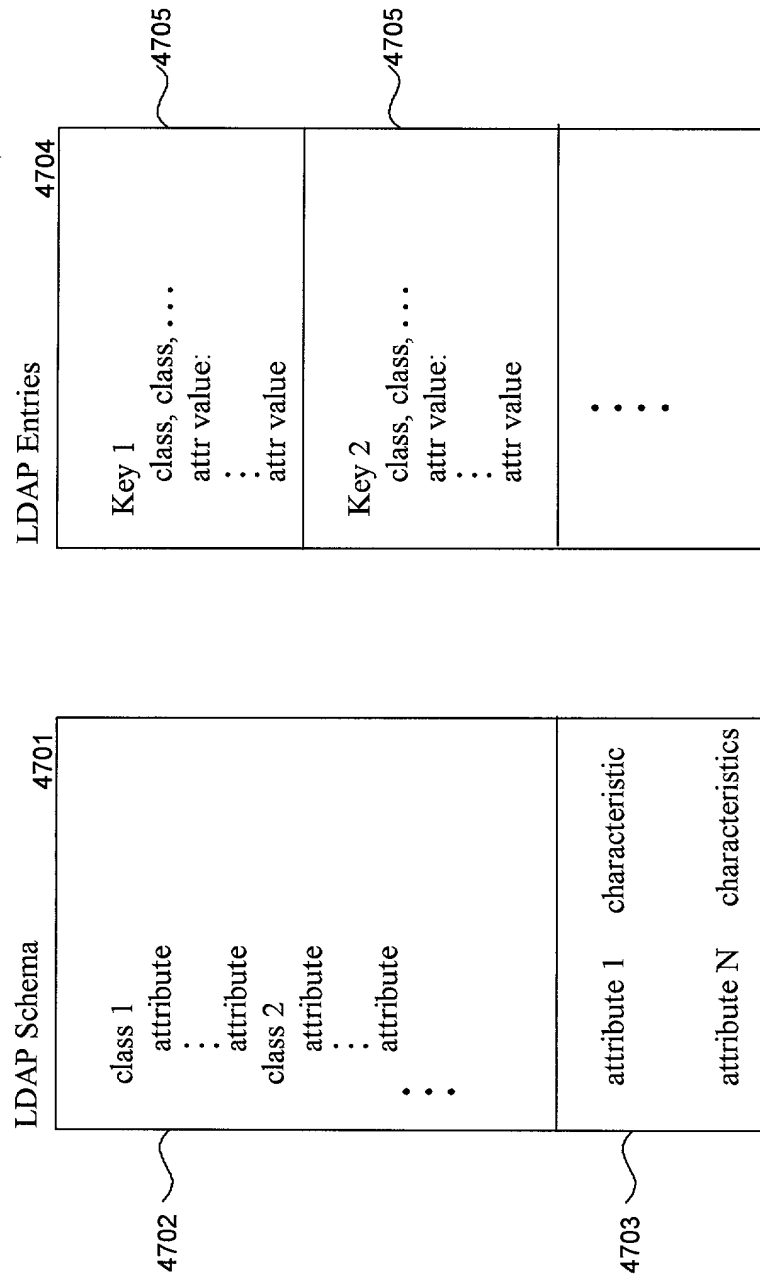 LDAP Schema
4701
class 1
attribute
:
attribute
class 2
attribute
:
attribute
...
4702
attribute 1 characteristic
attribute N characteristics
4703
LDAP Entries
4704
Key 1
class, class, ...
attr value:
:
attr value
4705
Key 2
class, class, ...
attr value:
:
attr value
4705
....